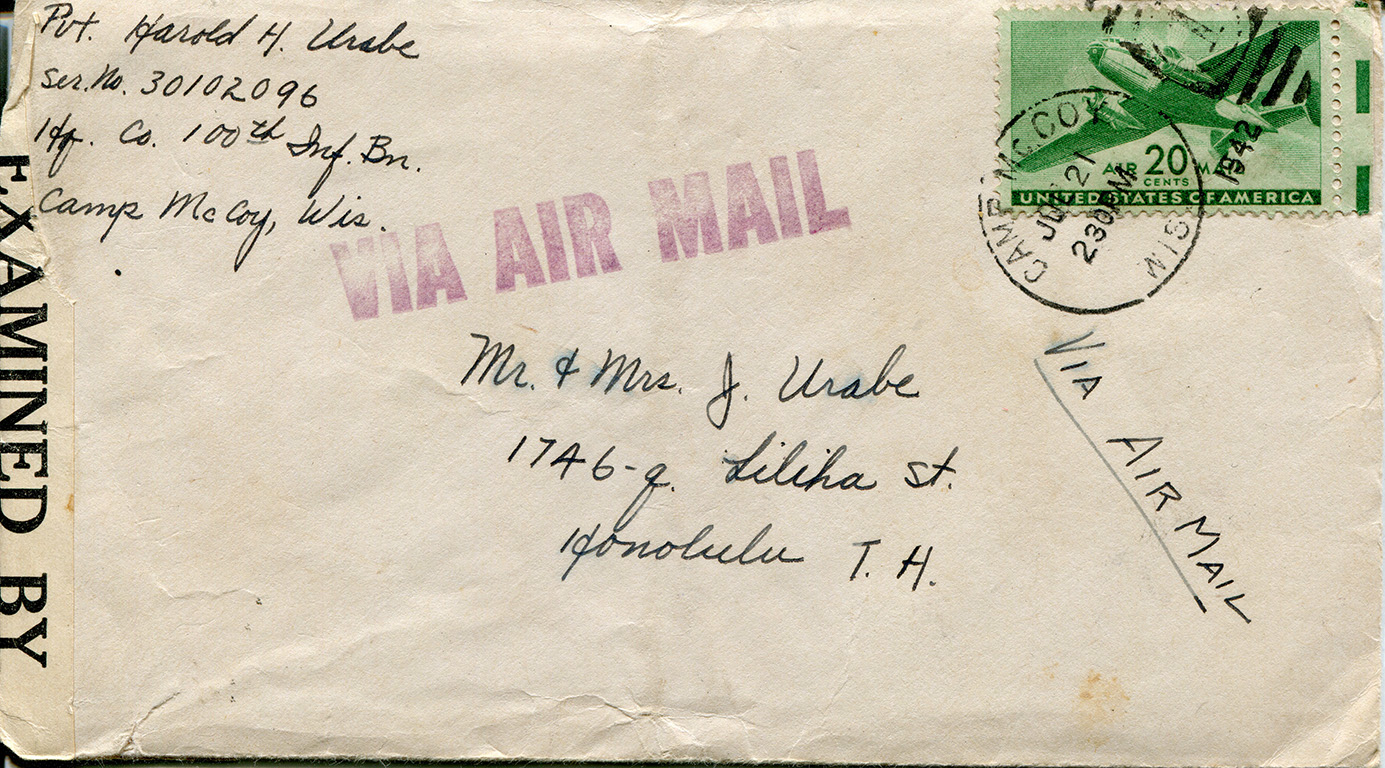 Pvt. Harold H. Urabe
Ser. No. 30102096
Hq. Co. 100th Inf. Bn.
Camp McCoy, Wis.
EXAMINED BY
VIA AIR MAIL
AIR 20 MAIL
CENTS
UNITED STATES OF AMERICA
CAMP McCOY
WIS
21
230PM
1942
Mr. & Mrs. J. Urabe
1746-q. Liliha St.
Honolulu T. H.
VIA AIR MAIL